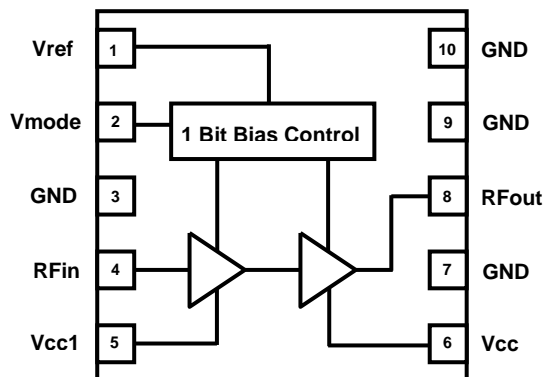 Vref 1 10 GND
Vmode 2 1 Bit Bias Control 9 GND
GND 3 8 RFout
RFin 4 7 GND
Vcc1 5 6 Vcc